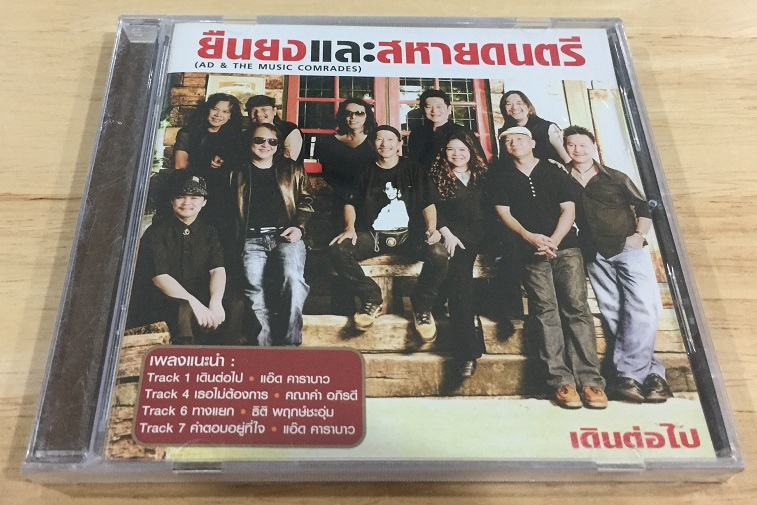 ยืนยงและสหายดนตรี
(AD & THE MUSIC COMRADES)
เพลงแนะนำ :
Track 1 เดินต่อไป • แอ๊ด คาราบาว
Track 4 เธอไม่ต้องการ • คณาคำ อภิรดี
Track 6 ทางแยก • ธิติ พฤกษ์ชะอุ่ม
Track 7 คำตอบอยู่ที่ใจ • แอ๊ด คาราบาว
เดินต่อไป